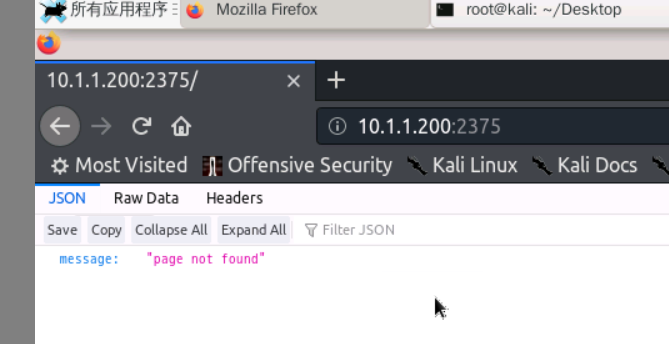 所有应用程序 Mozilla Firefox root@kali: ~/Desktop
10.1.1.200:2375/
10.1.1.200:2375
Most Visited Offensive Security Kali Linux Kali Docs
JSON Raw Data Headers
Save Copy Collapse All Expand All Filter JSON
message: "page not found"